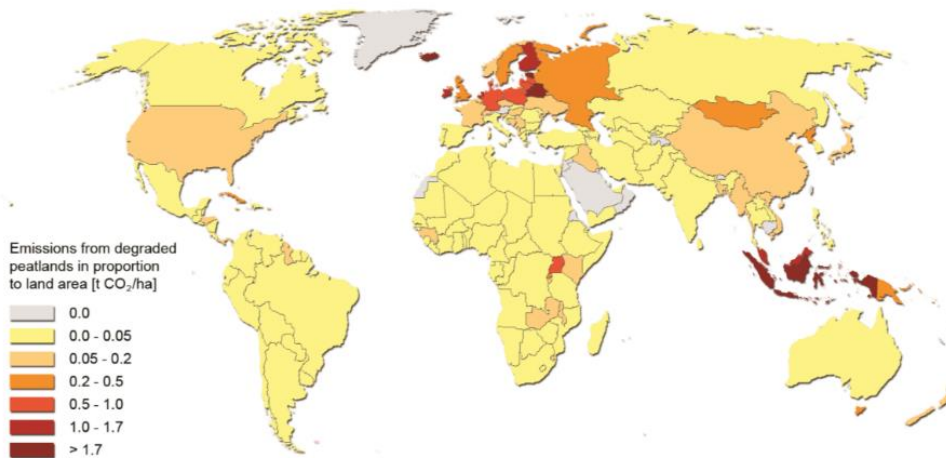 Emissions from degraded
peatlands in proportion
to land area [t CO₂/ha]
0.0
0.0 - 0.05
0.05 - 0.2
0.2 - 0.5
0.5 - 1.0
1.0 - 1.7
> 1.7